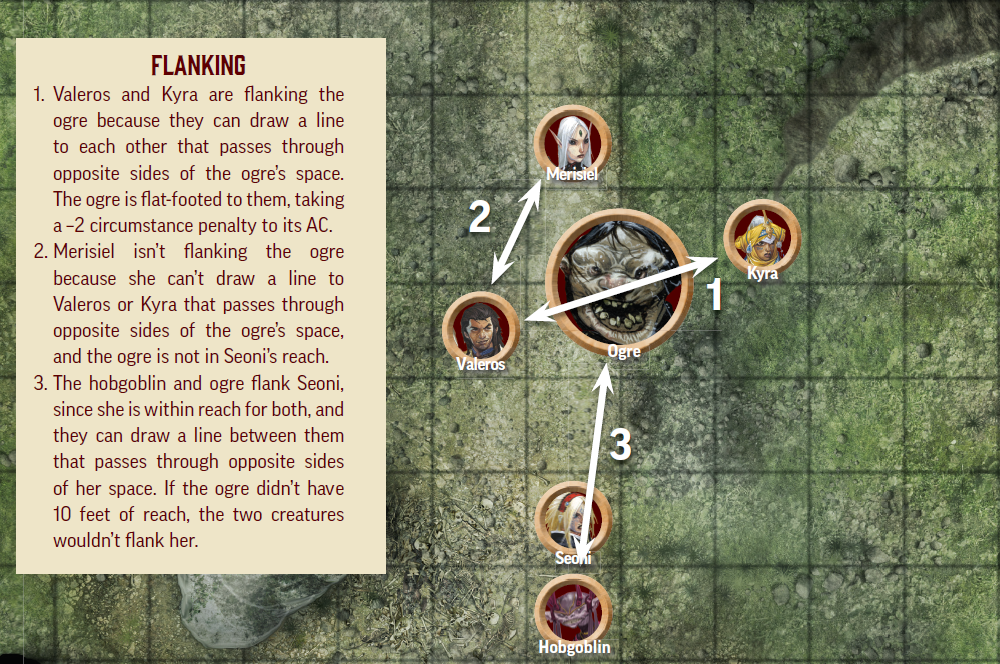 FLANKING
1. Valeros and Kyra are flanking the
ogre because they can draw a line
to each other that passes through
opposite sides of the ogre's space.
The ogre is flat-footed to them, taking
a –2 circumstance penalty to its AC.
2. Merisiel isn't flanking the ogre
because she can't draw a line to
Valeros or Kyra that passes through
opposite sides of the ogre's space,
and the ogre is not in Seoni's reach.
3. The hobgoblin and ogre flank Seoni,
since she is within reach for both, and
they can draw a line between them
that passes through opposite sides
of her space. If the ogre didn't have
10 feet of reach, the two creatures
wouldn't flank her.
Merisiel
2
Kyra
1
Ogre
Valeros
3
Seoni
Hobgoblin